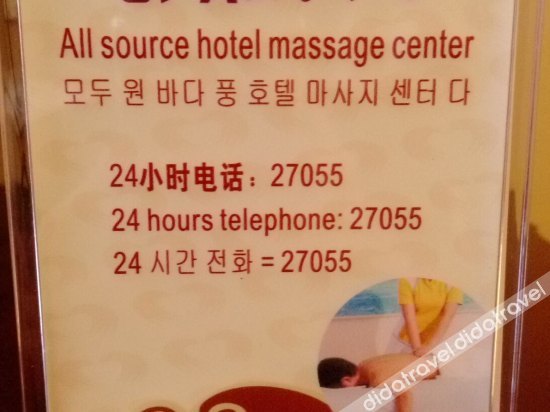 All source hotel massage center
모두 원 바다 풍 호텔 마사지 센터 다
24小时电话：27055
24 hours telephone: 27055
24 시간 전화 = 27055
didatravel didatravel